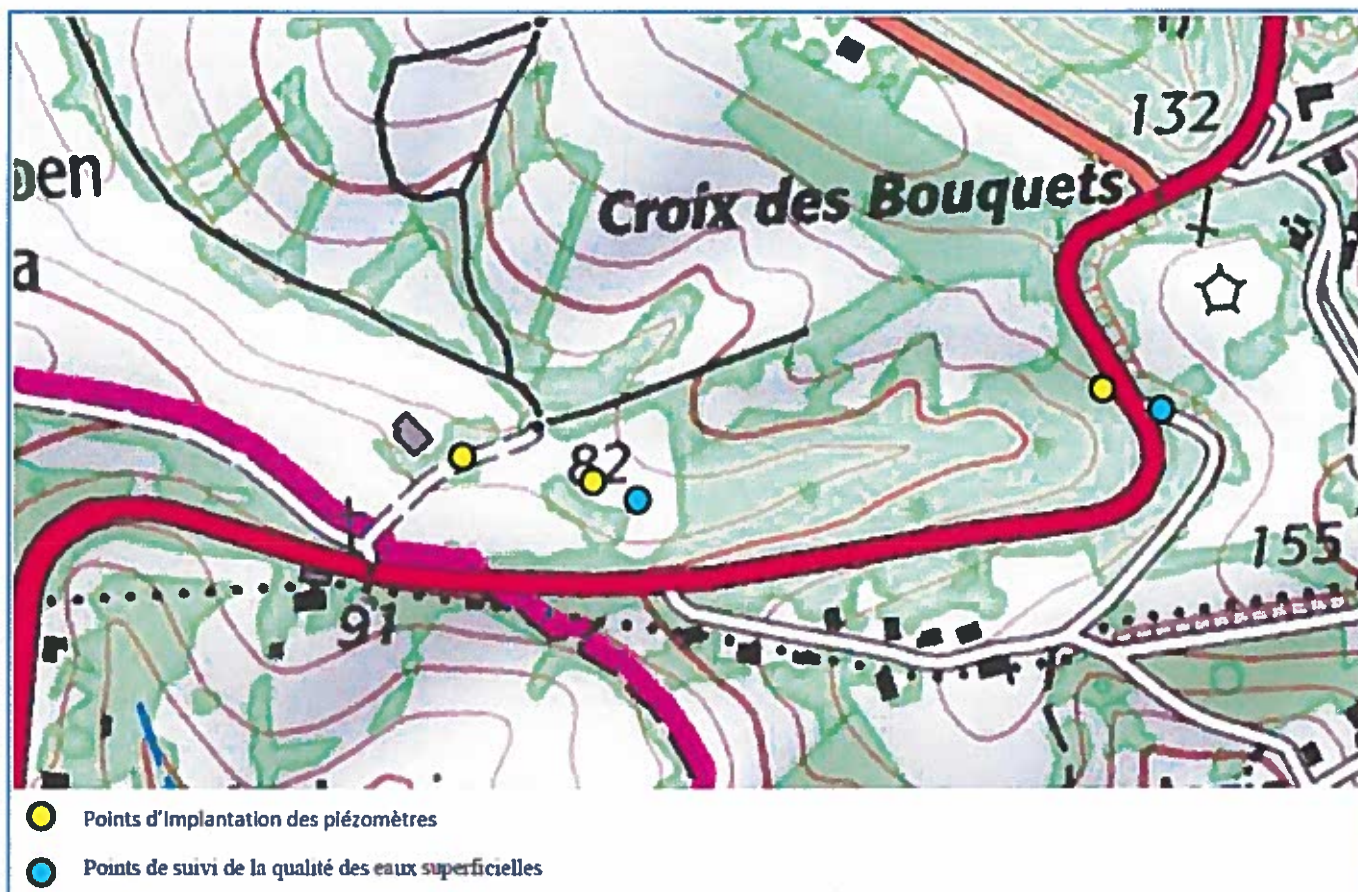 132
oen
Croix des Bouquets
a
82
155
91
Points d'Implantation des piézomètres
Points de suivi de la qualité des eaux superficielles